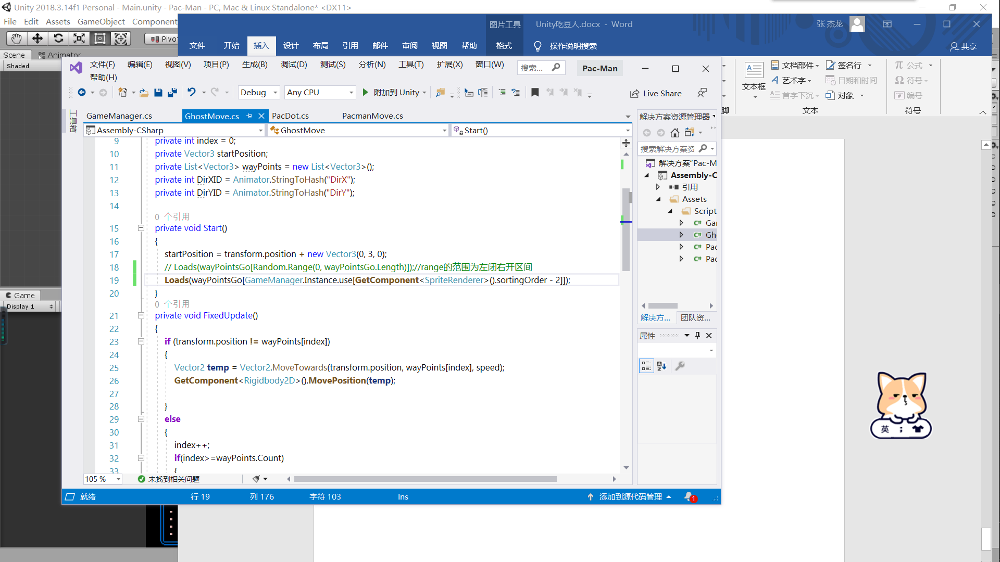 Unity 2018.3.14f1 Personal - Main.unity - Pac-Man - PC, Mac & Linux Standalone* <DX11>
File Edit Assets GameObject Component
Pivo
Scene Animator
Shaded
Game
Display 1
图片工具 Unity吃豆人.docx - Word 张 杰龙
文件 开始 插入 设计 布局 引用 邮件 审阅 视图 帮助 格式 操作说明搜索 共享
文本框 文档部件 签名行 公式
艺术字 日期和时间 符号
首字下沉 对象 编号
脚 文本 符号
文件(F) 编辑(E) 视图(V) 项目(P) 生成(B) 调试(D) 测试(S) 分析(N) 工具(T) 扩展(X) 窗口(W) 搜索... Pac-Man
帮助(H)
Debug Any CPU 附加到 Unity Live Share
工具箱
GameManager.cs GhostMove.cs PacDot.cs PacmanMove.cs
Assembly-CSharp GhostMove Start()
9 private int index = 0;
10 private Vector3 startPosition;
11 private List<Vector3> wayPoints = new List<Vector3>();
12 private int DirXID = Animator.StringToHash("DirX");
13 private int DirYID = Animator.StringToHash("DirY");
14
0 个引用
15 private void Start()
16 {
17 startPosition = transform.position + new Vector3(0, 3, 0);
18 // Loads(wayPointsGo[Random.Range(0, wayPointsGo.Length)]);//range的范围为左闭右开区间
19 Loads(wayPointsGo[GameManager.Instance.use[GetComponent<SpriteRenderer>().sortingOrder - 2]]);
20 }
0 个引用
21 private void FixedUpdate()
22 {
23 if (transform.position != wayPoints[index])
24 {
25 Vector2 temp = Vector2.MoveTowards(transform.position, wayPoints[index], speed);
26 GetComponent<Rigidbody2D>().MovePosition(temp);
27
28 }
29 else
30 {
31 index++;
32 if(index>=wayPoints.Count)
33 {
105 % 未找到相关问题
就绪 行 19 列 176 字符 103 Ins 添加到源代码管理 1
解决方案资源管理器
搜索解决方案资
解决方案"Pac-M
Assembly-C
引用
Assets
Script
C# Gar
C# Gh
C# Pac
C# Pac
解决方... 团队资...
属性
英 ;